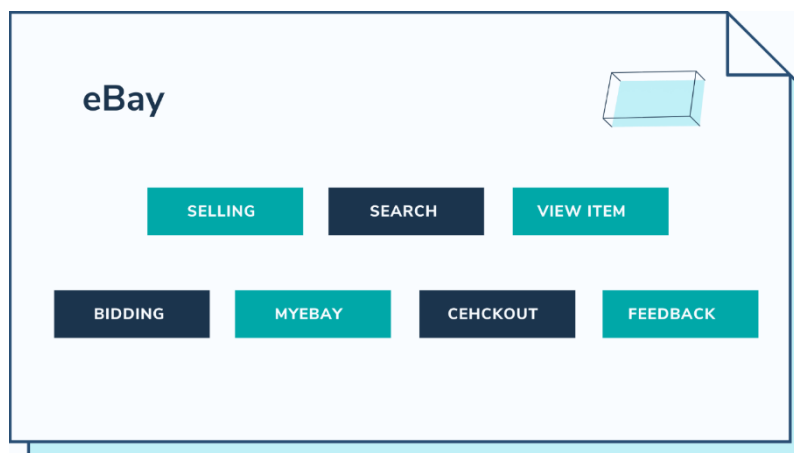 eBay
SELLING SEARCH VIEW ITEM
BIDDING MYEBAY CEHCKOUT FEEDBACK